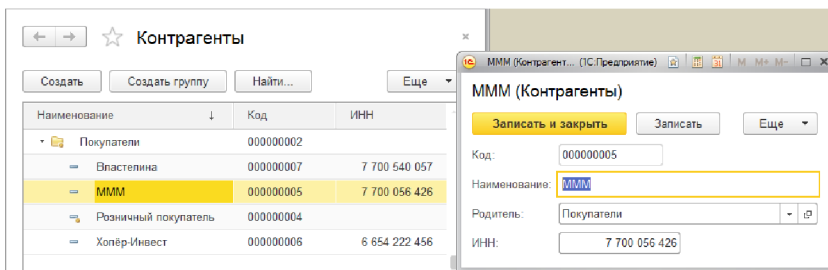 Контрагенты
Создать Создать группу Найти... Еще
Наименование ↓ Код ИНН
Покупатели 000000002
Властелина 000000007 7 700 540 057
МММ 000000005 7 700 056 426
Розничный покупатель 000000004
Хопёр-Инвест 000000006 6 654 222 456
МММ (Контрагент... (1С:Предприятие) M M+ M-
МММ (Контрагенты)
Записать и закрыть Записать Еще
Код: 000000005
Наименование: МММ
Родитель: Покупатели
ИНН: 7 700 056 426